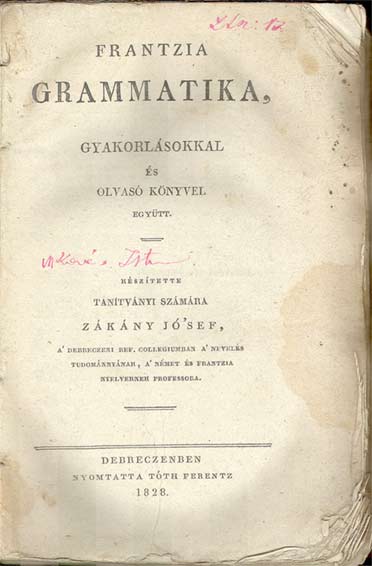 FRANTZIA
GRAMMATIKA,
GYAKORLÁSOKKAL
ÉS
OLVASÓ KÖNYVEL
EGYÜTT.
KÉSZÍTETTE
TANÍTVÁNYI SZÁMÁRA
ZÁKÁNY JÓ'SEF,
A' DEBRECZENI REF. COLLEGIUMBAN A' NEVELÉS
TUDOMÁNNYÁNAK, A' NÉMET ÉS FRANTZIA
NYELVEKNEK PROFESSORA.
DEBRECZENBEN
NYOMTATTA TÓTH FERENTZ
1828.